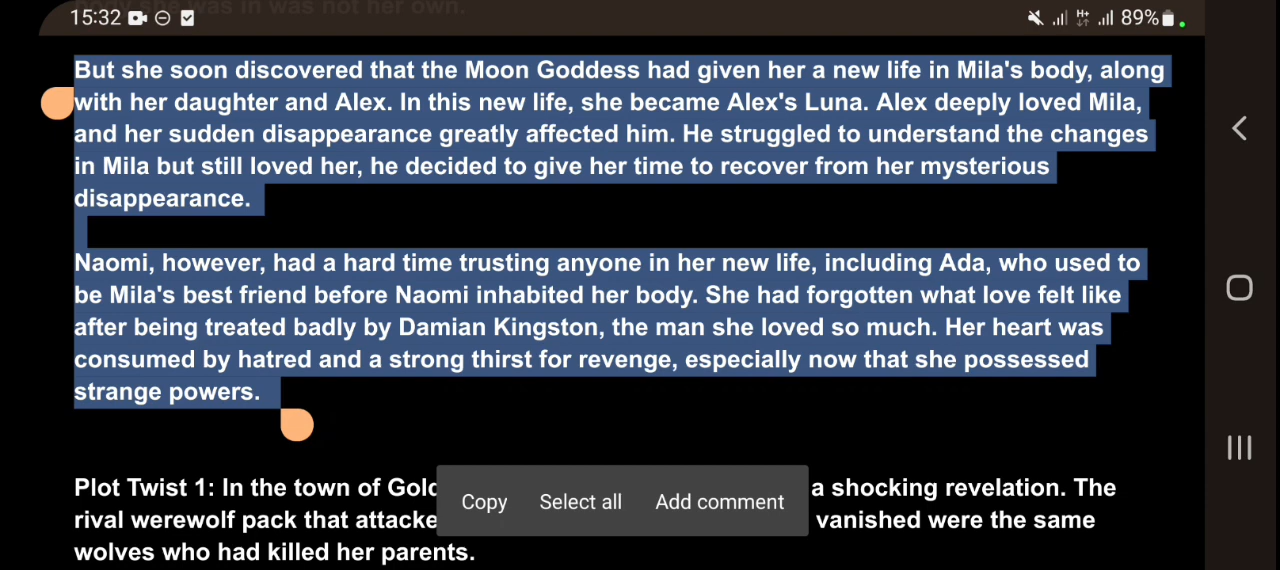 body she was in was not her own.
15:32
89%
But she soon discovered that the Moon Goddess had given her a new life in Mila's body, along
with her daughter and Alex. In this new life, she became Alex's Luna. Alex deeply loved Mila,
and her sudden disappearance greatly affected him. He struggled to understand the changes
in Mila but still loved her, he decided to give her time to recover from her mysterious
disappearance.
Naomi, however, had a hard time trusting anyone in her new life, including Ada, who used to
be Mila's best friend before Naomi inhabited her body. She had forgotten what love felt like
after being treated badly by Damian Kingston, the man she loved so much. Her heart was
consumed by hatred and a strong thirst for revenge, especially now that she possessed
strange powers.
Plot Twist 1: In the town of Gold a shocking revelation. The
Copy Select all Add comment
rival werewolf pack that attacke vanished were the same
wolves who had killed her parents.